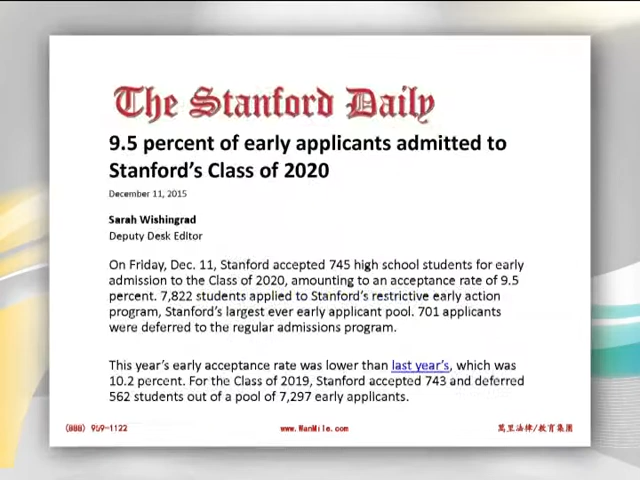 The Stanford Daily
9.5 percent of early applicants admitted to
Stanford's Class of 2020
December 11, 2015
Sarah Wishingrad
Deputy Desk Editor
On Friday, Dec. 11, Stanford accepted 745 high school students for early
admission to the Class of 2020, amounting to an acceptance rate of 9.5
percent. 7,822 students applied to Stanford's restrictive early action
program, Stanford's largest ever early applicant pool. 701 applicants
were deferred to the regular admissions program.
This year's early acceptance rate was lower than last year's, which was
10.2 percent. For the Class of 2019, Stanford accepted 743 and deferred
562 students out of a pool of 7,297 early applicants.
(888) 969-1122 www.WanMile.com 萬里法律/教育集團